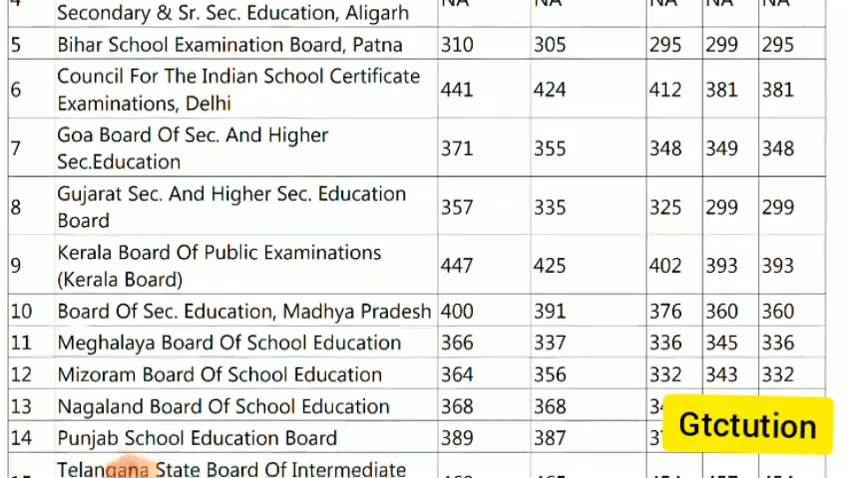 Secondary & Sr. Sec. Education, Aligarh NA NA NA NA NA
5 Bihar School Examination Board, Patna 310 305 295 299 295
Council For The Indian School Certificate
6 441 424 412 381 381
Examinations, Delhi
Goa Board Of Sec. And Higher
7 371 355 348 349 348
Sec.Education
Gujarat Sec. And Higher Sec. Education
8 357 335 325 299 299
Board
Kerala Board Of Public Examinations
9 447 425 402 393 393
(Kerala Board)
10 Board Of Sec. Education, Madhya Pradesh 400 391 376 360 360
11 Meghalaya Board Of School Education 366 337 336 345 336
12 Mizoram Board Of School Education 364 356 332 343 332
13 Nagaland Board Of School Education 368 368
Gtctution
14 Punjab School Education Board 389 387
Telangana State Board Of Intermediate